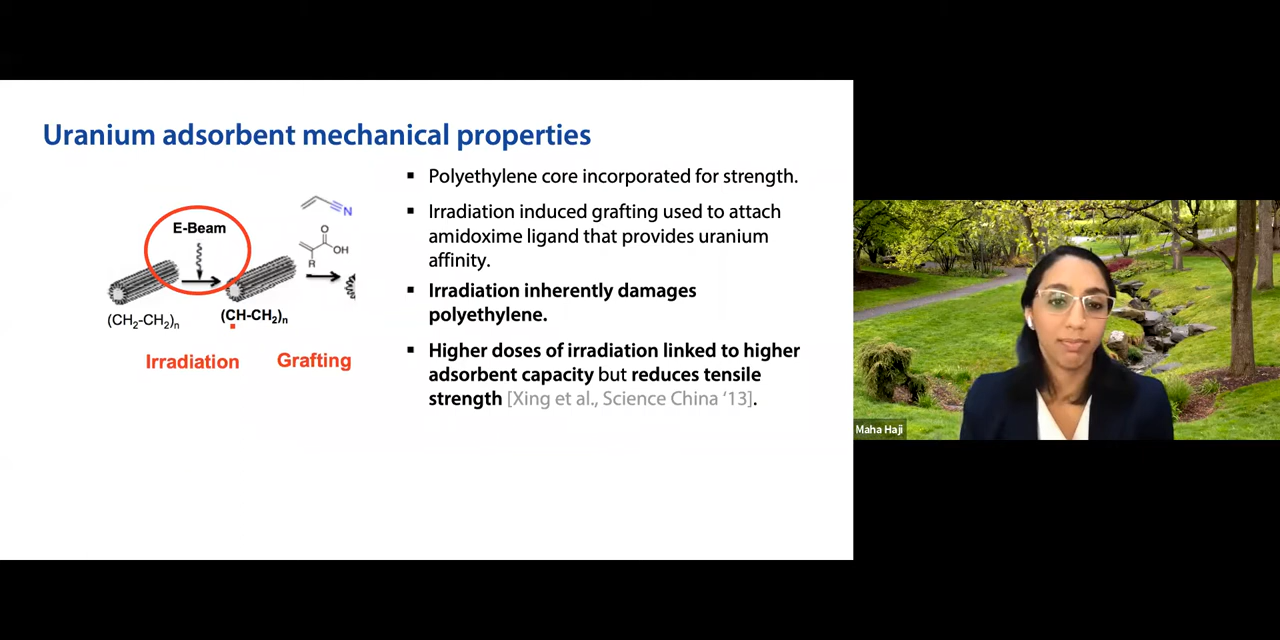 Uranium adsorbent mechanical properties
E-Beam
(CH₂-CH₂)ₙ
(CH-CH₂)ₙ
N
O
OH
R
Irradiation
Grafting
▪ Polyethylene core incorporated for strength.
▪ Irradiation induced grafting used to attach
amidoxime ligand that provides uranium
affinity.
▪ Irradiation inherently damages
polyethylene.
▪ Higher doses of irradiation linked to higher
adsorbent capacity but reduces tensile
strength [Xing et al., Science China ‘13].
Maha Haji